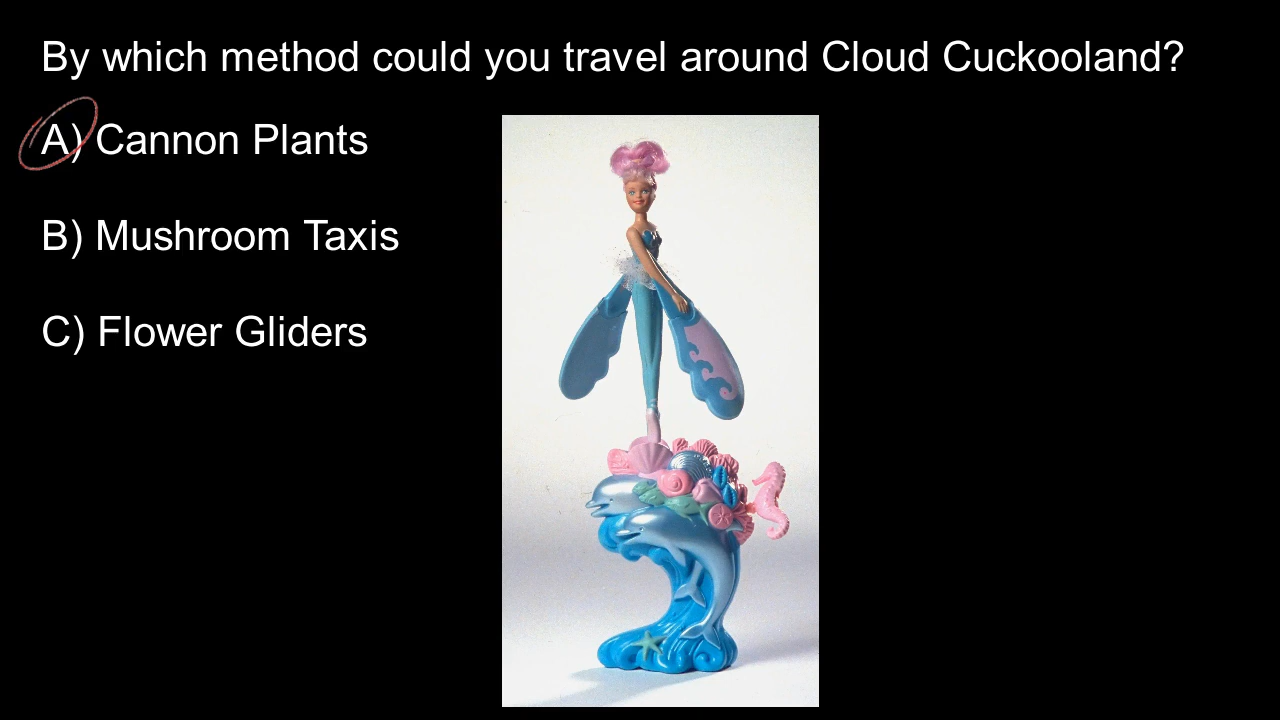 By which method could you travel around Cloud Cuckooland?
A) Cannon Plants
B) Mushroom Taxis
C) Flower Gliders